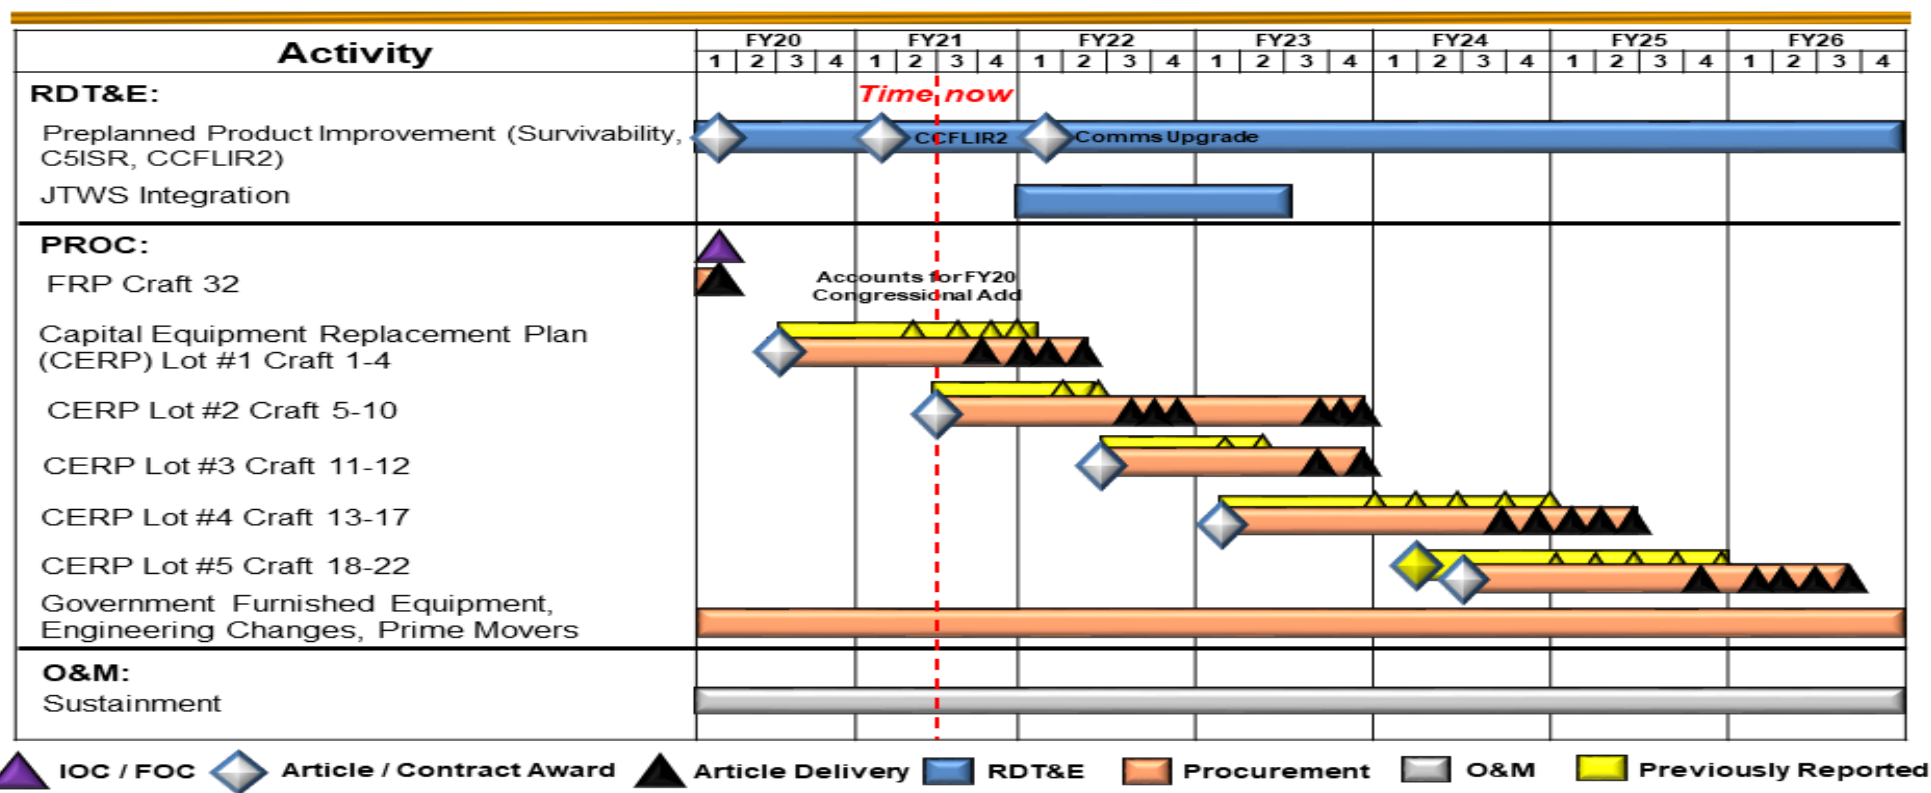 Activity
FY20 FY21 FY22 FY23 FY24 FY25 FY26
1 2 3 4 1 2 3 4 1 2 3 4 1 2 3 4 1 2 3 4 1 2 3 4 1 2 3 4
RDT&E:
Time now
Preplanned Product Improvement (Survivability,
C5ISR, CCFLIR2)
CCFLIR2
Comms Upgrade
JTWS Integration
PROC:
FRP Craft 32
Accounts for FY20
Congressional Add
Capital Equipment Replacement Plan
(CERP) Lot #1 Craft 1-4
CERP Lot #2 Craft 5-10
CERP Lot #3 Craft 11-12
CERP Lot #4 Craft 13-17
CERP Lot #5 Craft 18-22
Government Furnished Equipment,
Engineering Changes, Prime Movers
O&M:
Sustainment
IOC / FOC Article / Contract Award Article Delivery RDT&E Procurement O&M Previously Reported